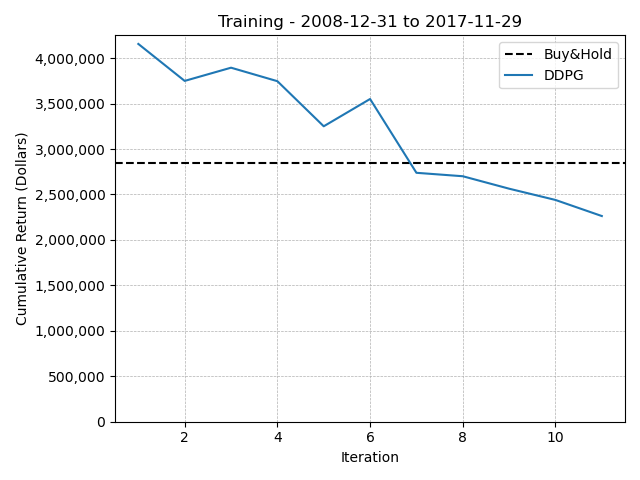 Training - 2008-12-31 to 2017-11-29
Buy&Hold
DDPG
Cumulative Return (Dollars)
4,000,000
3,500,000
3,000,000
2,500,000
2,000,000
1,500,000
1,000,000
500,000
0
2 4 6 8 10
Iteration